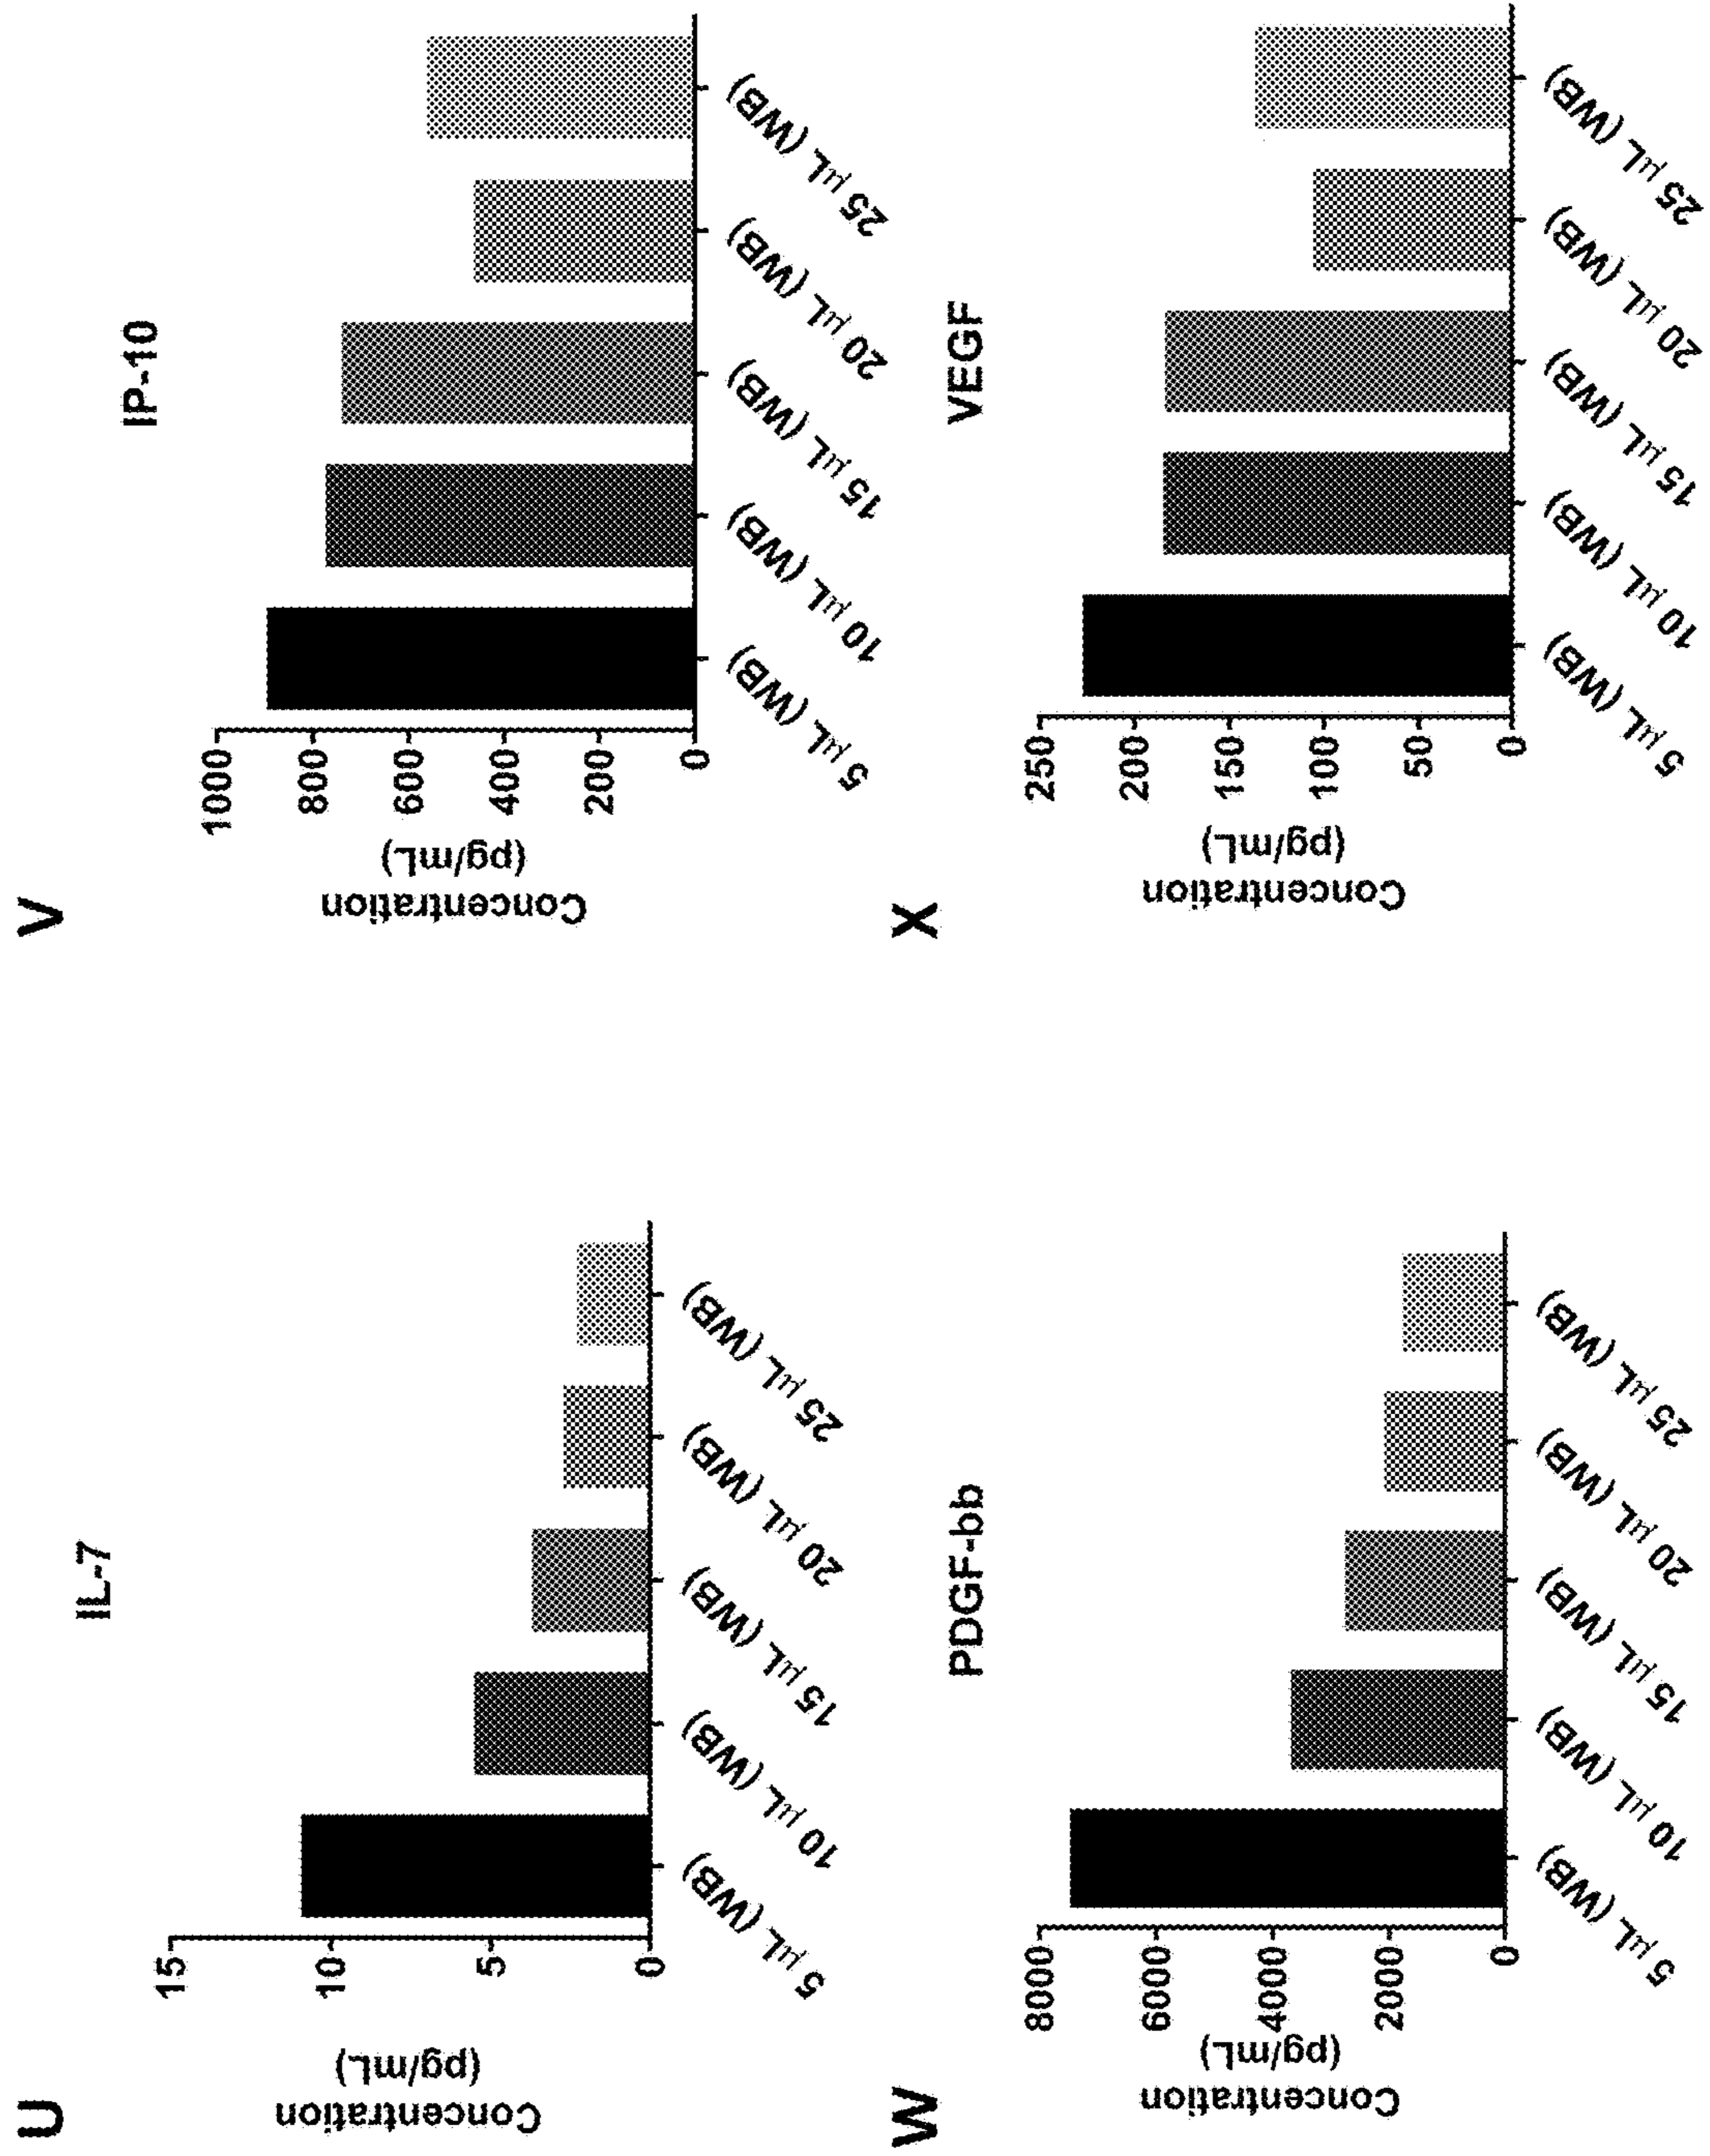 U
IL-7
Concentration
(pg/mL)
15
10
5
0
5 µL (WB)
10 µL (WB)
15 µL (WB)
20 µL (WB)
25 µL (WB)
V
IP-10
Concentration
(pg/mL)
1000
800
600
400
200
0
5 µL (WB)
10 µL (WB)
15 µL (WB)
20 µL (WB)
25 µL (WB)
W
PDGF-bb
Concentration
(pg/mL)
8000
6000
4000
2000
0
5 µL (WB)
10 µL (WB)
15 µL (WB)
20 µL (WB)
25 µL (WB)
X
VEGF
Concentration
(pg/mL)
250
200
150
100
50
0
5 µL (WB)
10 µL (WB)
15 µL (WB)
20 µL (WB)
25 µL (WB)